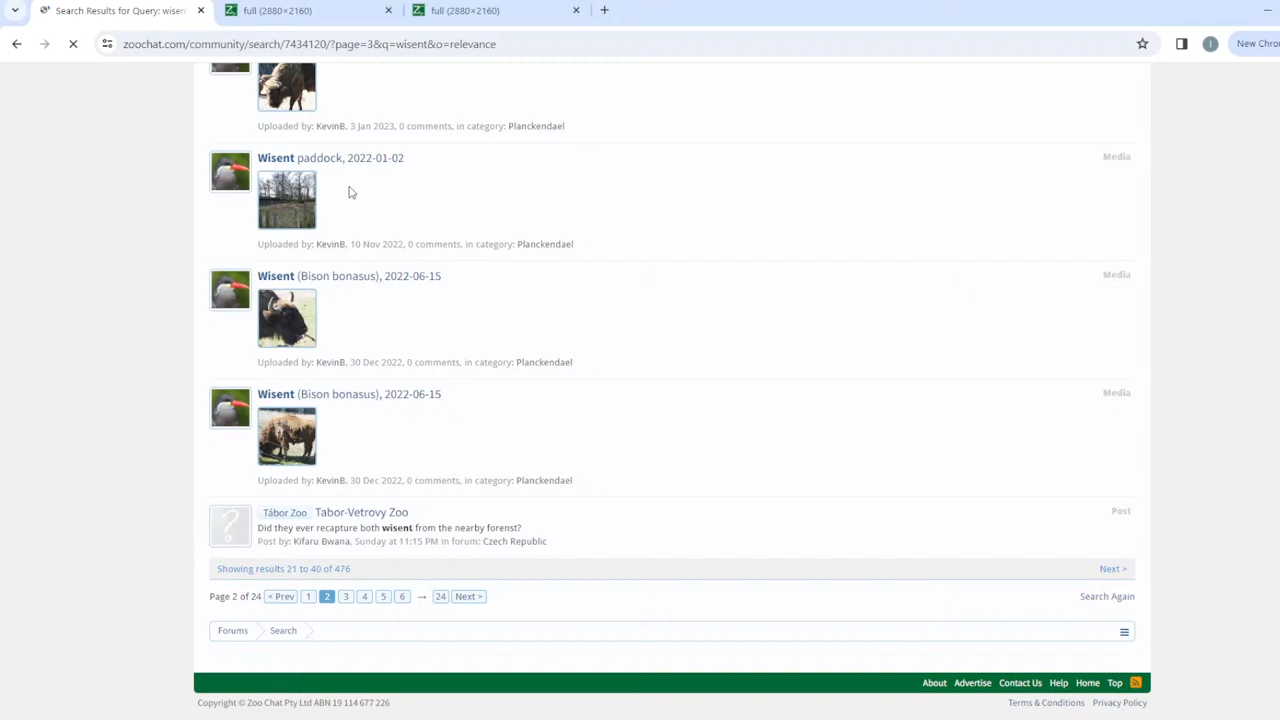 Search Results for Query: wisen
full (2880×2160)
full (2880×2160)
zoochat.com/community/search/7434120/?page=3&q=wisent&o=relevance
New Chro
Uploaded by: KevinB, 3 Jan 2023, 0 comments, in category: Planckendael
Wisent paddock, 2022-01-02
Media
Uploaded by: KevinB, 10 Nov 2022, 0 comments, in category: Planckendael
Wisent (Bison bonasus), 2022-06-15
Media
Uploaded by: KevinB, 30 Dec 2022, 0 comments, in category: Planckendael
Wisent (Bison bonasus), 2022-06-15
Media
Uploaded by: KevinB, 30 Dec 2022, 0 comments, in category: Planckendael
Tábor Zoo Tabor-Vetrovy Zoo
Post
Did they ever recapture both wisent from the nearby forenst?
Post by: Kifaru Bwana, Sunday at 11:15 PM in forum: Czech Republic
Showing results 21 to 40 of 476
Next >
Page 2 of 24 < Prev 1 2 3 4 5 6 → 24 Next >
Search Again
Forums Search
About Advertise Contact Us Help Home Top
Copyright © Zoo Chat Pty Ltd ABN 19 114 677 226
Terms & Conditions Privacy Policy